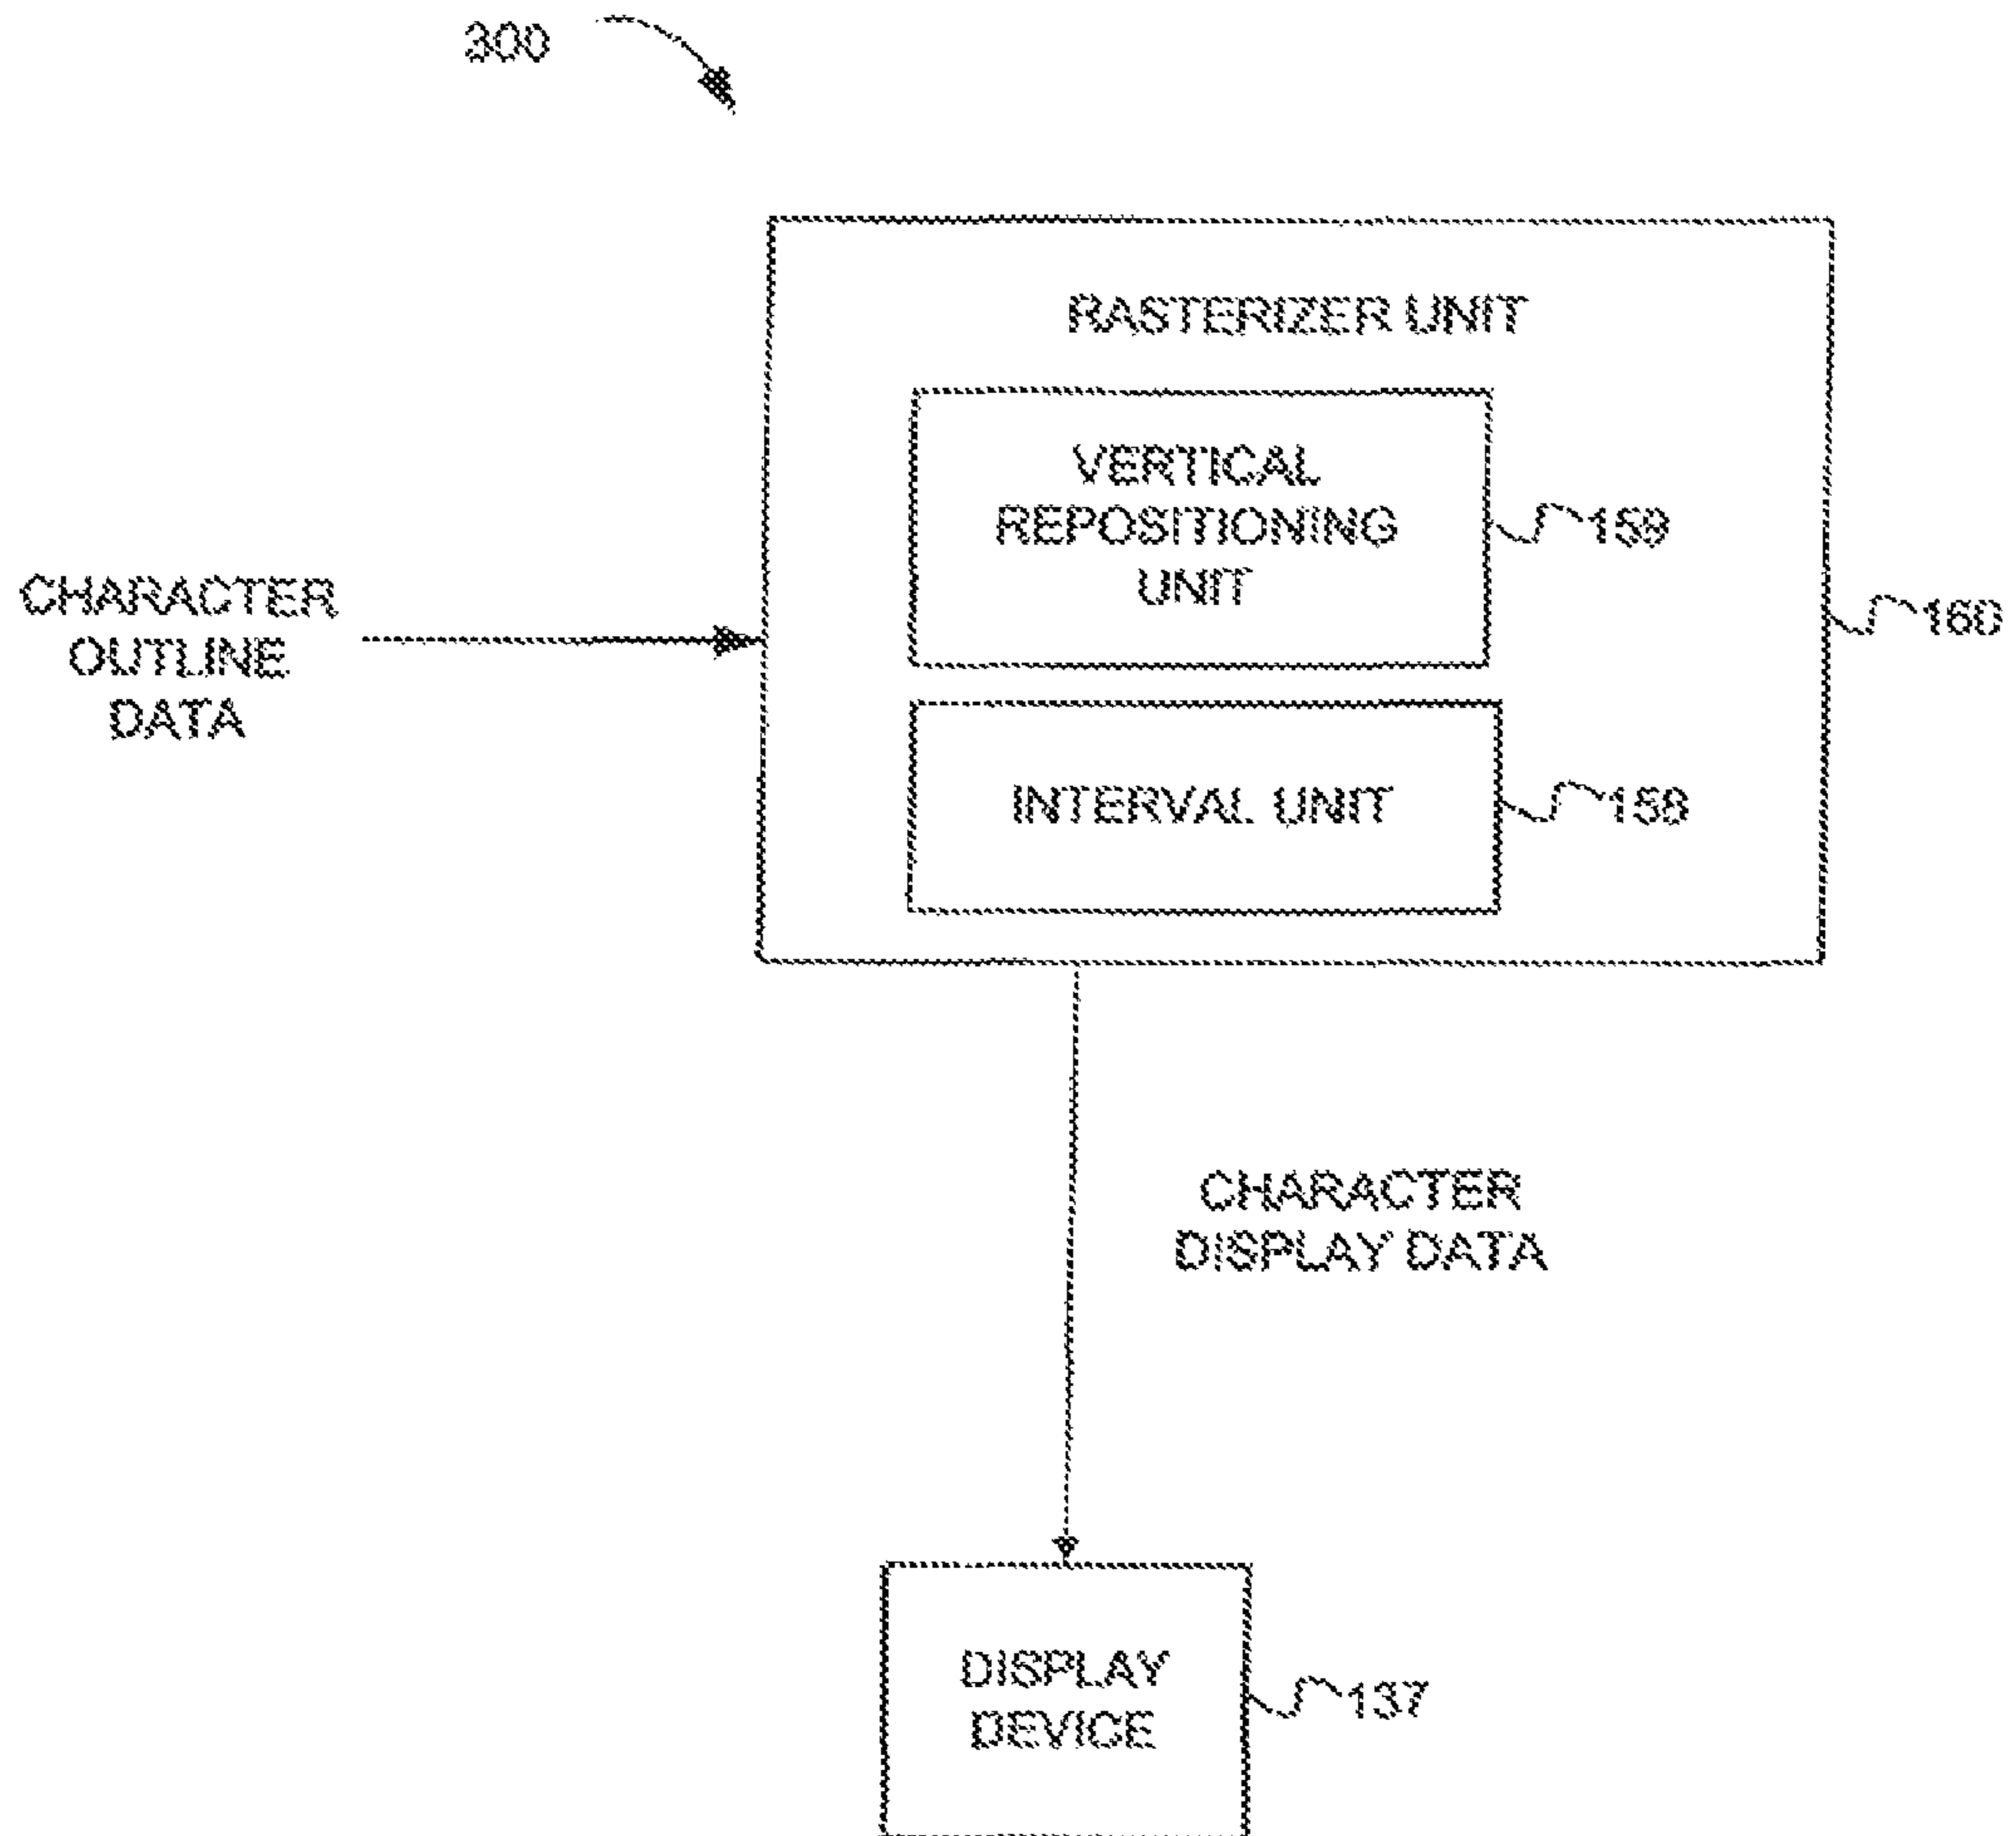 300
RASTERIZER UNIT
VERTICAL
REPOSITIONING
UNIT
159
CHARACTER
OUTLINE
DATA
160
INTERVAL UNIT
CHARACTER
DISPLAY DATA
DISPLAY
DEVICE
137